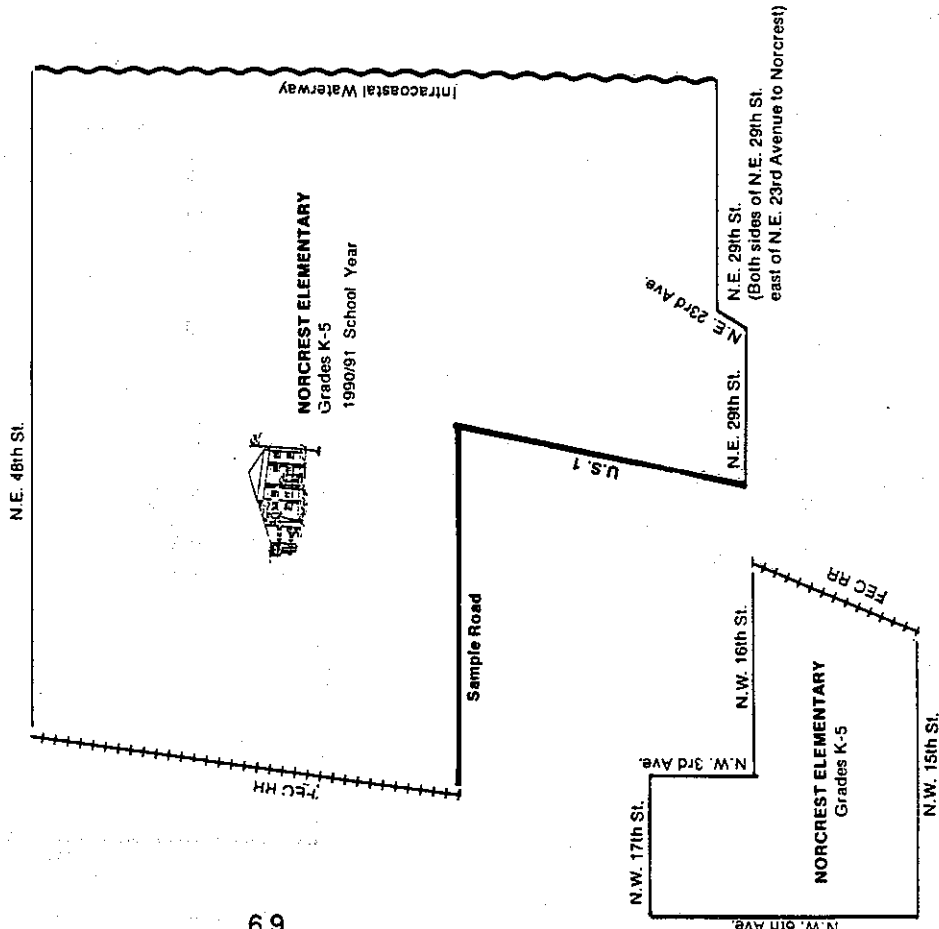 N.E. 48th St.
Intracoastal Waterway
NORCREST ELEMENTARY
Grades K-5
1990/91 School Year
FEC RR
Sample Road
U.S. 1
N.E. 23rd Ave.
N.E. 29th St.
N.E. 29th St.
(Both sides of N.E. 29th St.
east of N.E. 23rd Avenue to Norcrest)
N.W. 16th St.
FEC RR
N.W. 3rd Ave.
N.W. 17th St.
NORCREST ELEMENTARY
Grades K-5
N.W. 6th Ave.
N.W. 15th St.
69